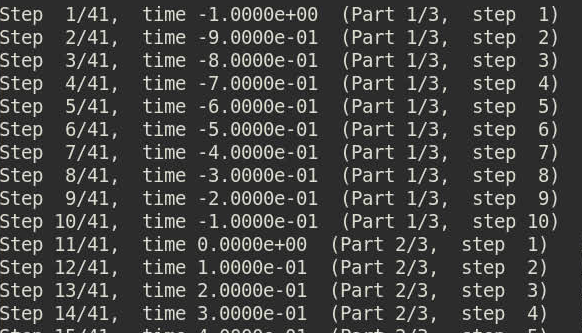 Step  1/41,  time -1.0000e+00  (Part 1/3,  step  1)
Step  2/41,  time -9.0000e-01  (Part 1/3,  step  2)
Step  3/41,  time -8.0000e-01  (Part 1/3,  step  3)
Step  4/41,  time -7.0000e-01  (Part 1/3,  step  4)
Step  5/41,  time -6.0000e-01  (Part 1/3,  step  5)
Step  6/41,  time -5.0000e-01  (Part 1/3,  step  6)
Step  7/41,  time -4.0000e-01  (Part 1/3,  step  7)
Step  8/41,  time -3.0000e-01  (Part 1/3,  step  8)
Step  9/41,  time -2.0000e-01  (Part 1/3,  step  9)
Step 10/41,  time -1.0000e-01  (Part 1/3,  step 10)
Step 11/41,  time 0.0000e+00  (Part 2/3,  step  1)
Step 12/41,  time 1.0000e-01  (Part 2/3,  step  2)
Step 13/41,  time 2.0000e-01  (Part 2/3,  step  3)
Step 14/41,  time 3.0000e-01  (Part 2/3,  step  4)